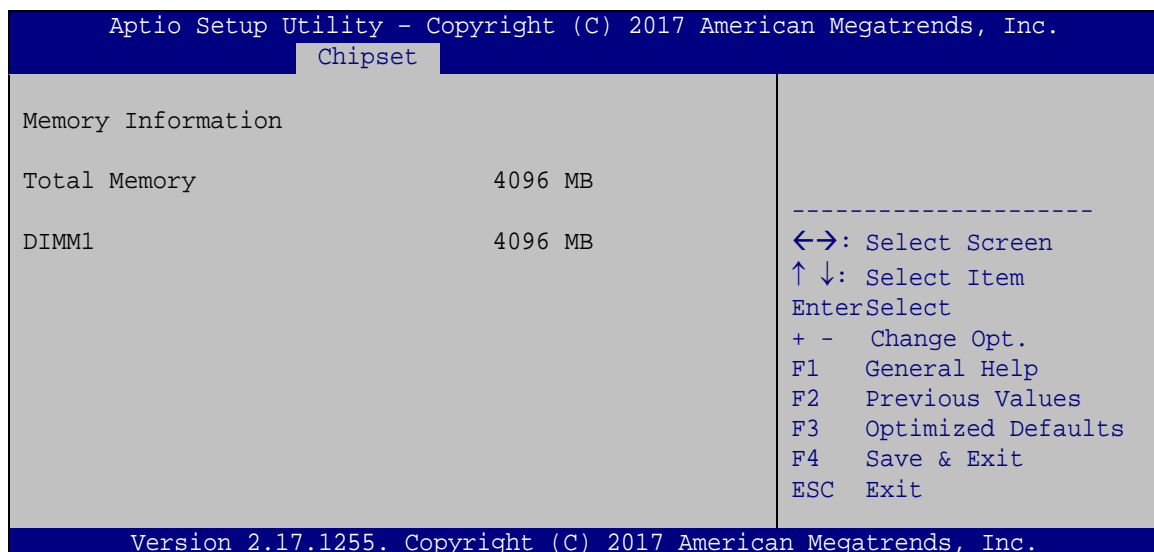 Aptio Setup Utility – Copyright (C) 2017 American Megatrends, Inc.
Chipset
Memory Information
Total Memory 4096 MB
DIMM1 4096 MB
---------------------
←→: Select Screen
↑ ↓: Select Item
EnterSelect
+ - Change Opt.
F1 General Help
F2 Previous Values
F3 Optimized Defaults
F4 Save & Exit
ESC Exit
Version 2.17.1255. Copyright (C) 2017 American Megatrends, Inc.